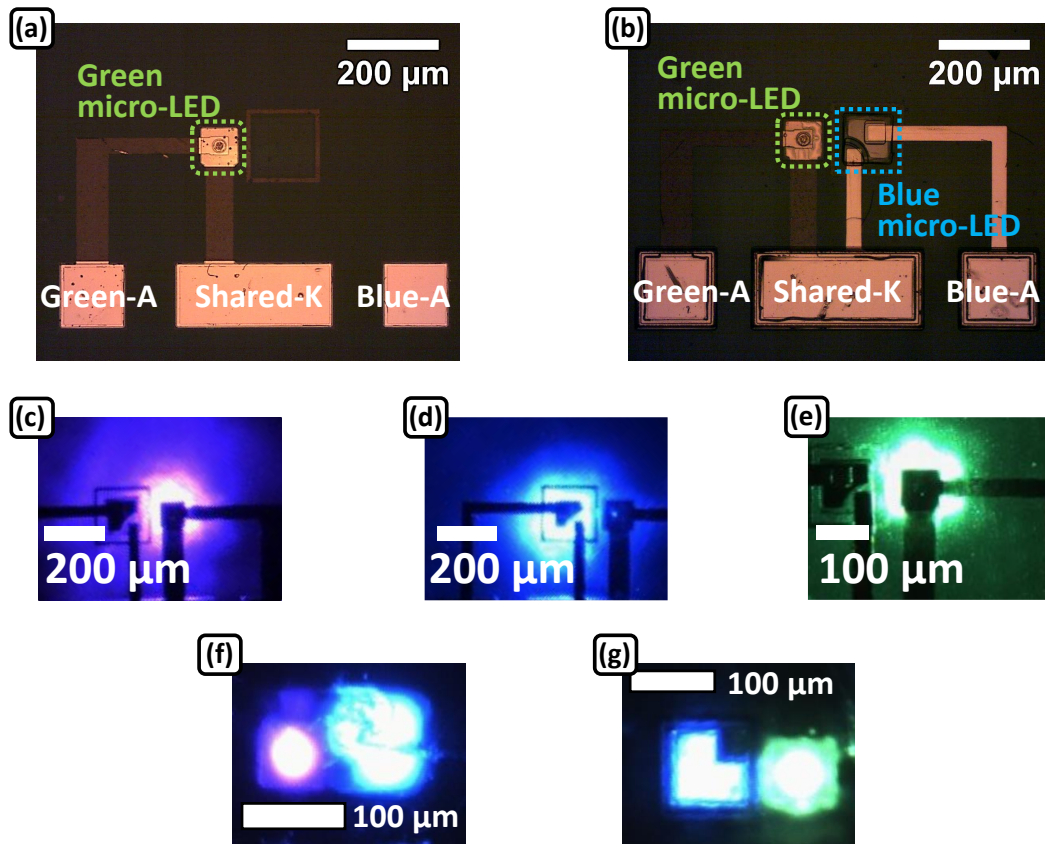 (a)
200 µm
Green
micro-LED
Green-A
Shared-K
Blue-A
(b)
200 µm
Green
micro-LED
Blue
micro-LED
Green-A
Shared-K
Blue-A
(c)
200 µm
(d)
200 µm
(e)
100 µm
(f)
100 µm
(g)
100 µm